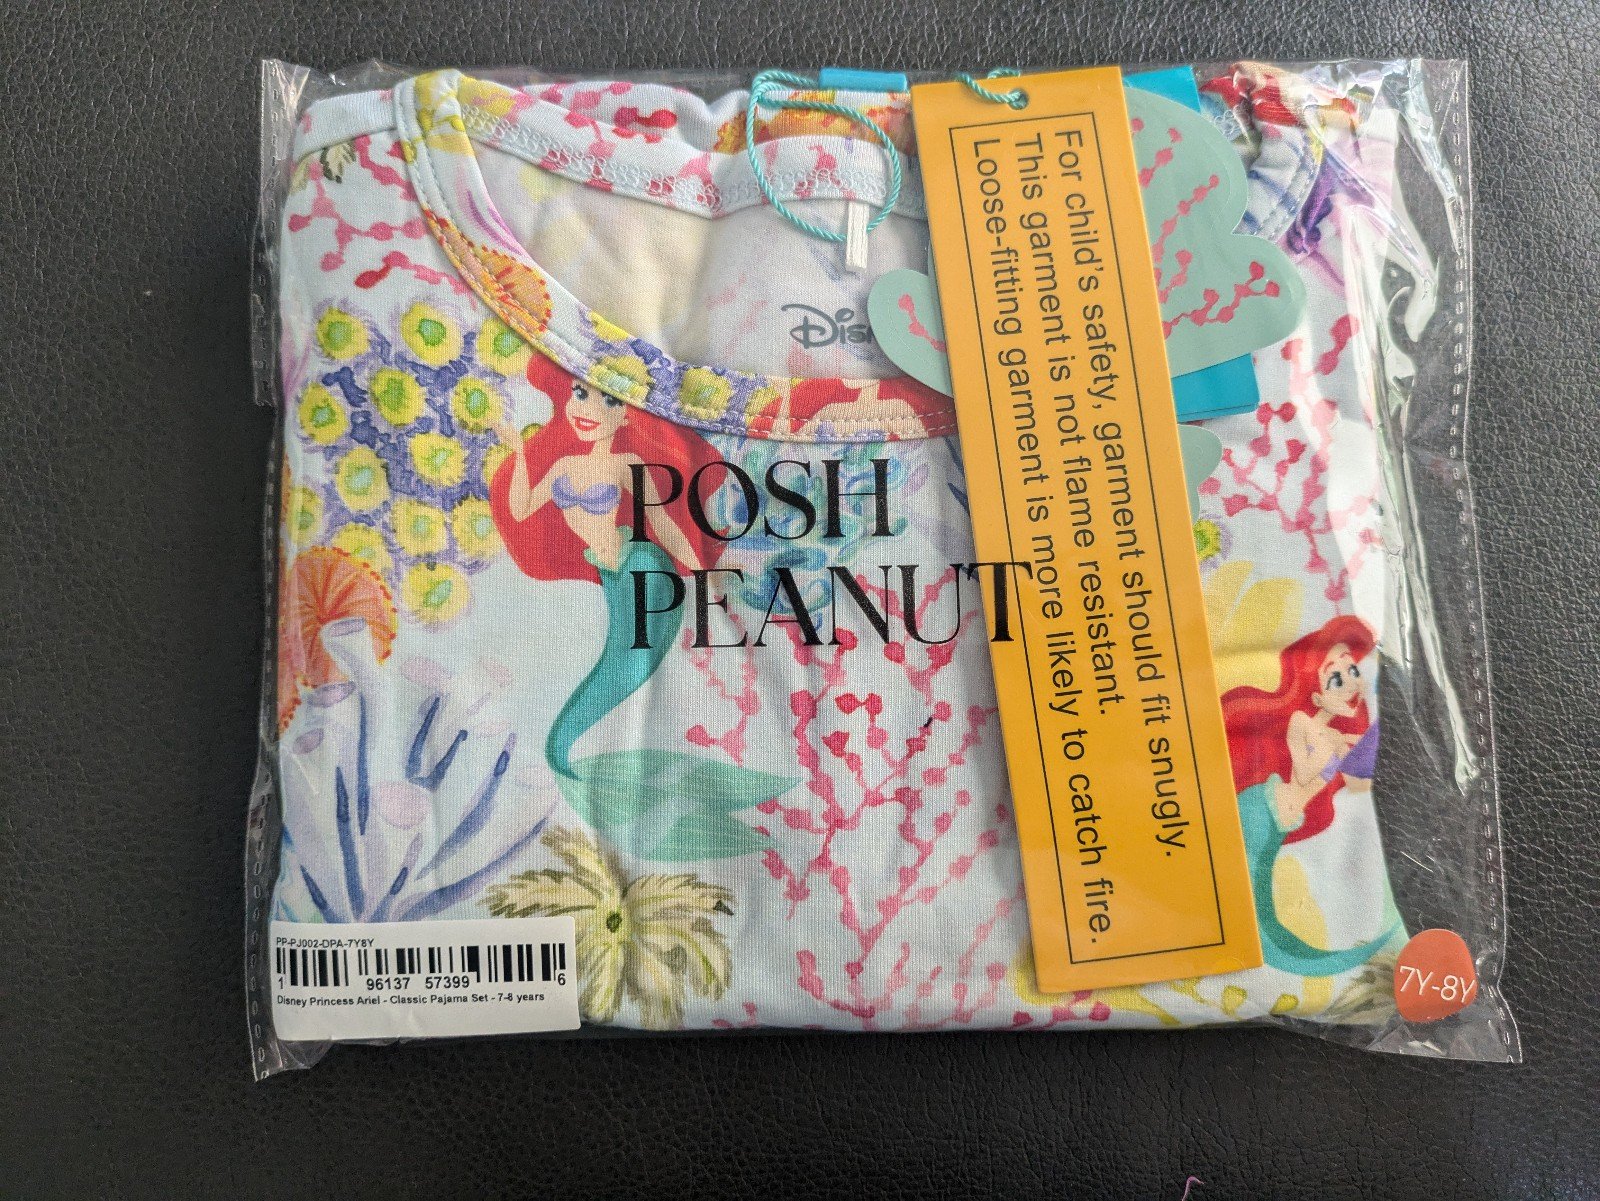 For child's safety, garment should fit snugly.
This garment is not flame resistant.
Loose-fitting garment is more likely to catch fire.
POSH
PEANUT
PP-PJ002-DPA-7Y8Y
1 96137 57399 6
Disney Princess Ariel - Classic Pajama Set - 7-8 years
7Y-8Y